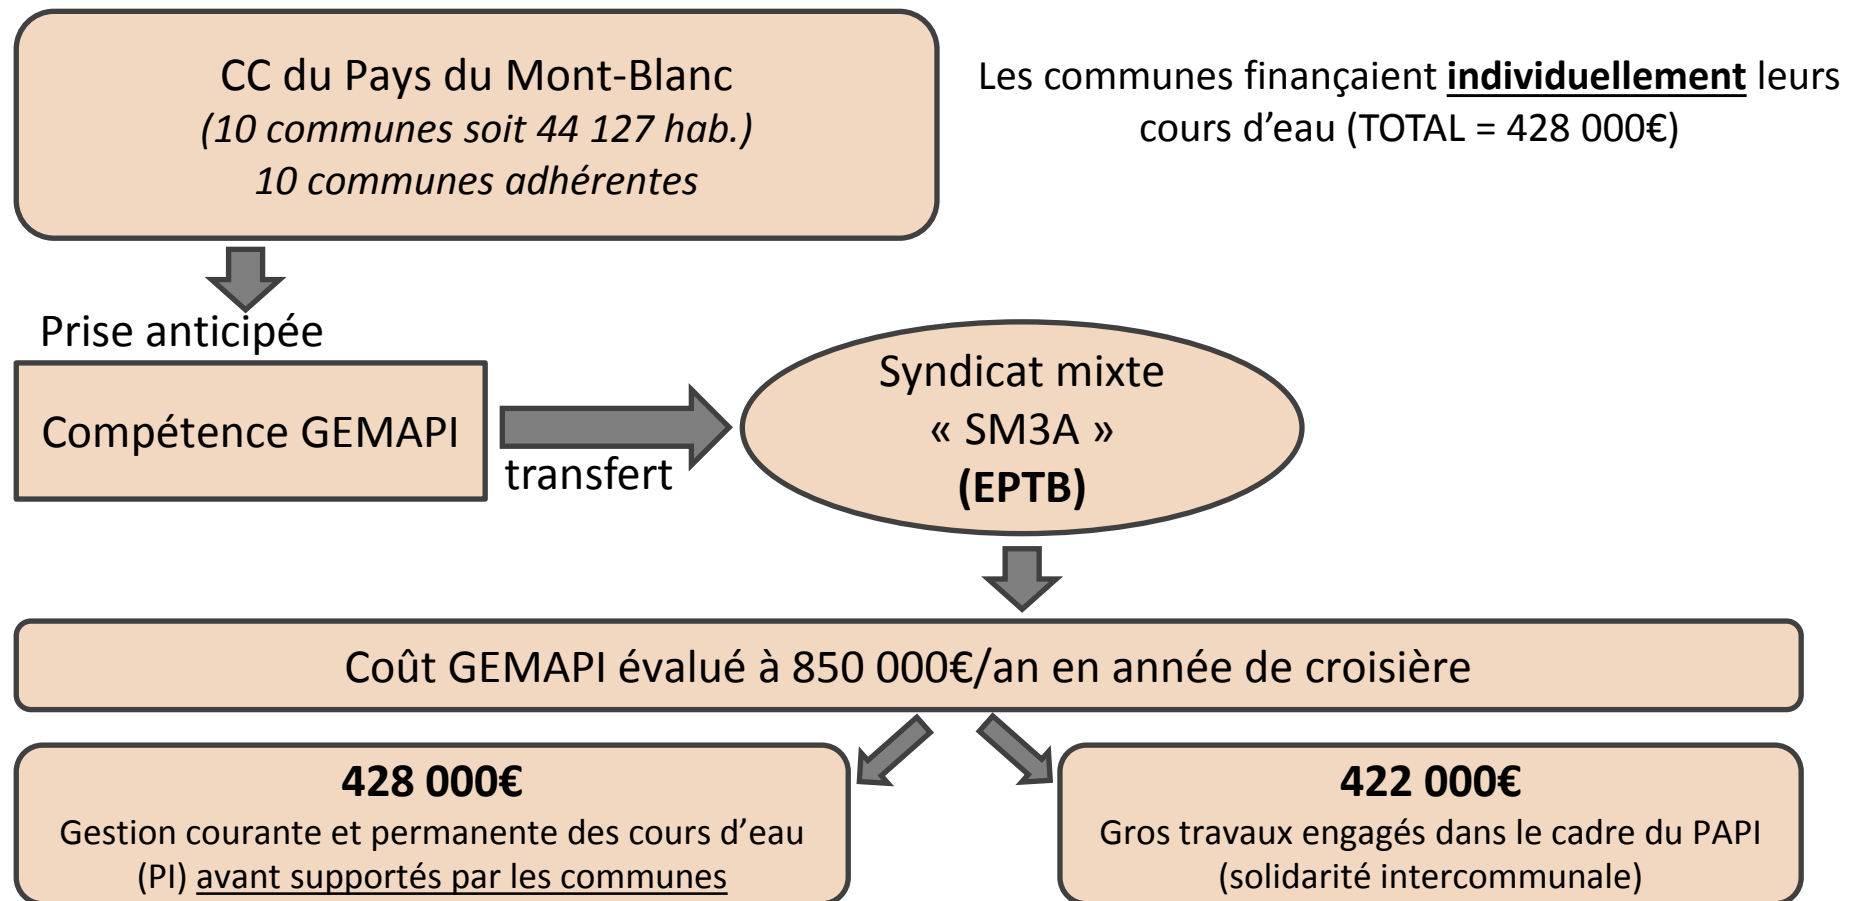 CC du Pays du Mont-Blanc
(10 communes soit 44 127 hab.)
10 communes adhérentes
Les communes finançaient individuellement leurs
cours d’eau (TOTAL = 428 000€)
Prise anticipée
Compétence GEMAPI
transfert
Syndicat mixte
« SM3A »
(EPTB)
Coût GEMAPI évalué à 850 000€/an en année de croisière
428 000€
Gestion courante et permanente des cours d’eau
(PI) avant supportés par les communes
422 000€
Gros travaux engagés dans le cadre du PAPI
(solidarité intercommunale)